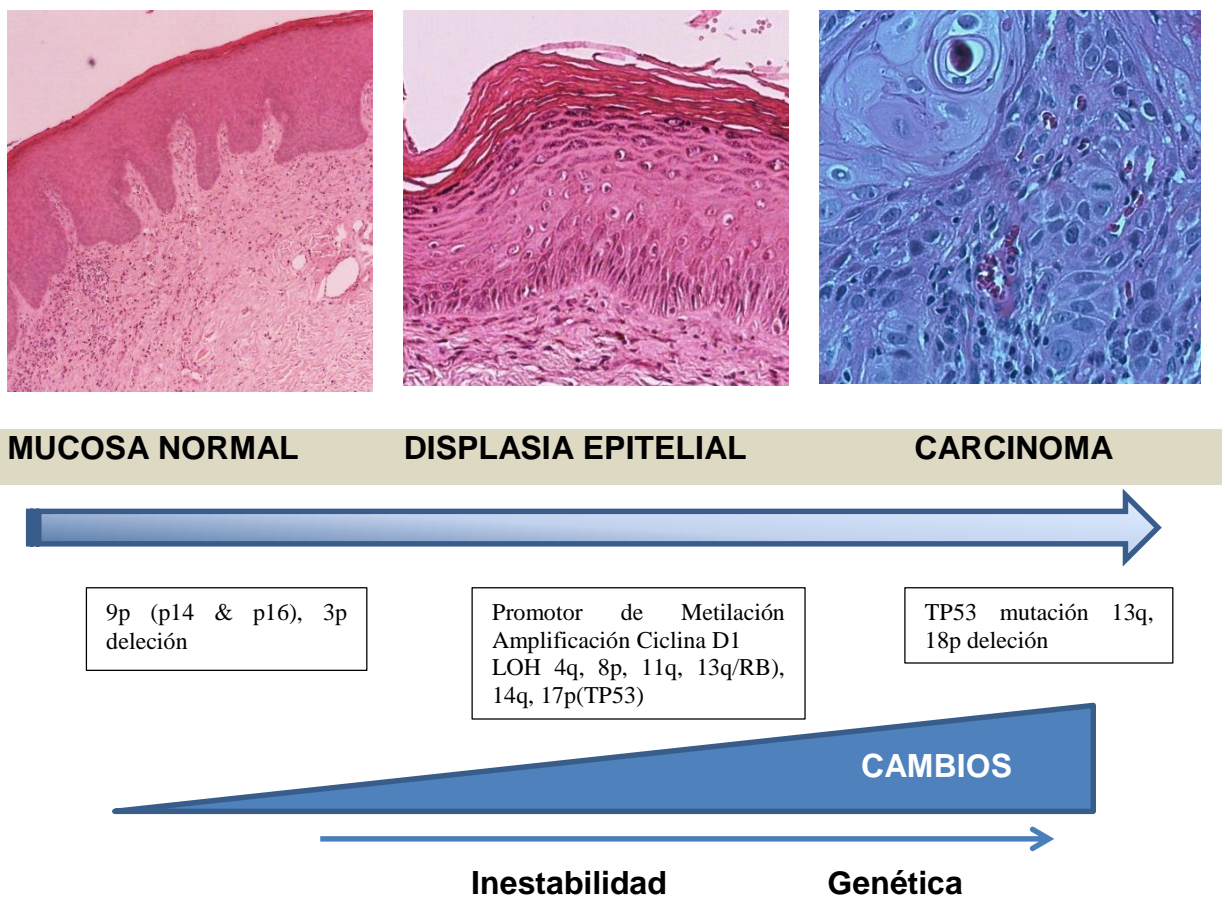 MUCOSA NORMAL DISPLASIA EPITELIAL CARCINOMA
9p (p14 & p16), 3p
deleción
Promotor de Metilación
Amplificación Ciclina D1
LOH 4q, 8p, 11q, 13q/RB),
14q, 17p(TP53)
TP53 mutación 13q,
18p deleción
CAMBIOS
Inestabilidad Genética